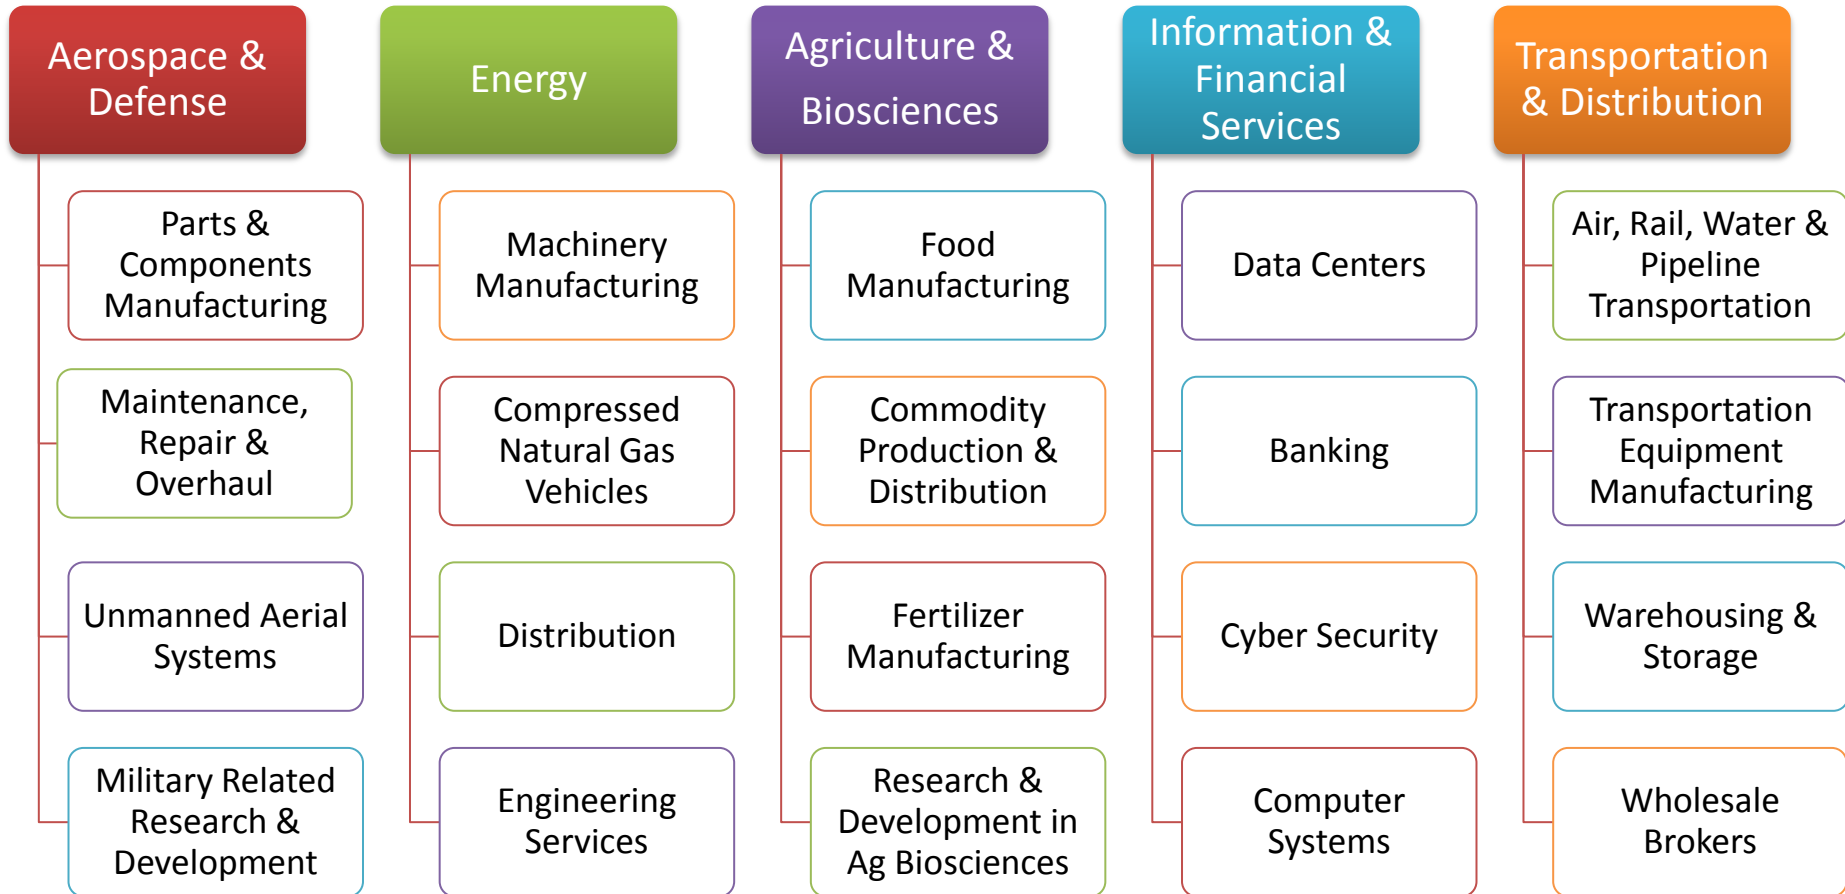 Aerospace &
Defense
Parts &
Components
Manufacturing
Maintenance,
Repair &
Overhaul
Unmanned Aerial
Systems
Military Related
Research &
Development
Energy
Machinery
Manufacturing
Compressed
Natural Gas
Vehicles
Distribution
Engineering
Services
Agriculture &
Biosciences
Food
Manufacturing
Commodity
Production &
Distribution
Fertilizer
Manufacturing
Research &
Development in
Ag Biosciences
Information &
Financial
Services
Data Centers
Banking
Cyber Security
Computer
Systems
Transportation
& Distribution
Air, Rail, Water &
Pipeline
Transportation
Transportation
Equipment
Manufacturing
Warehousing &
Storage
Wholesale
Brokers